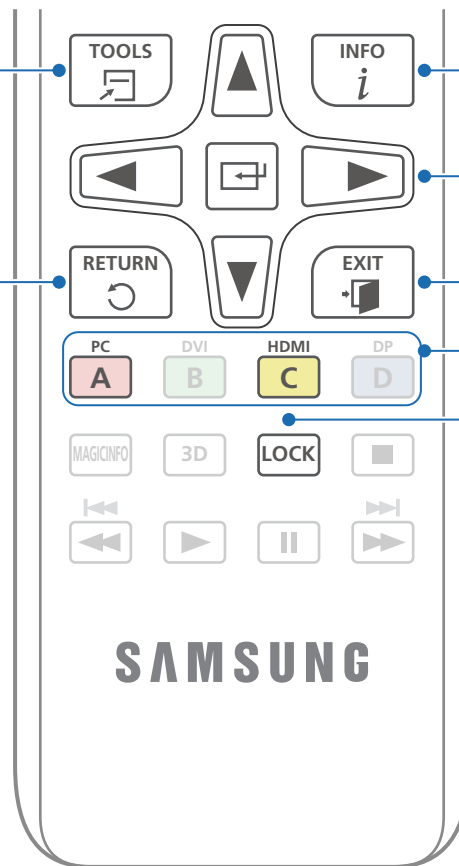 TOOLS INFO
i
RETURN EXIT
PC DVI HDMI DP
A B C D
MAGICINFO 3D LOCK
SAMSUNG